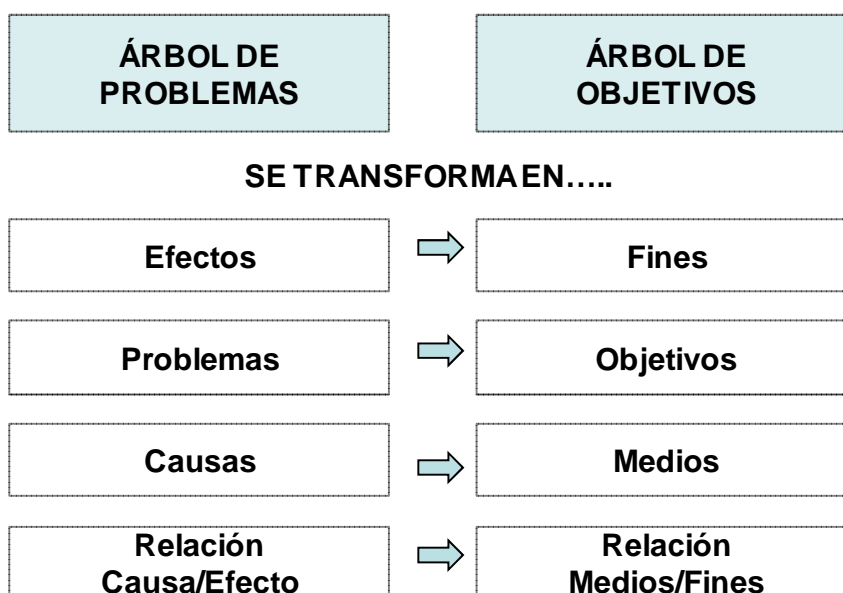 ÁRBOL DE
PROBLEMAS
ÁRBOL DE
OBJETIVOS
SE TRANSFORMA EN…..
Efectos
Fines
Problemas
Objetivos
Causas
Medios
Relación
Causa/Efecto
Relación
Medios/Fines